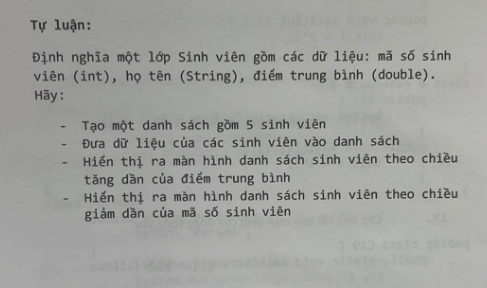 Tự luận:
Định nghĩa một lớp Sinh viên gồm các dữ liệu: mã số sinh
viên (int), họ tên (String), điểm trung bình (double).
Hãy:
- Tạo một danh sách gồm 5 sinh viên
- Đưa dữ liệu của các sinh viên vào danh sách
- Hiển thị ra màn hình danh sách sinh viên theo chiều
tăng dần của điểm trung bình
- Hiển thị ra màn hình danh sách sinh viên theo chiều
giảm dần của mã số sinh viên